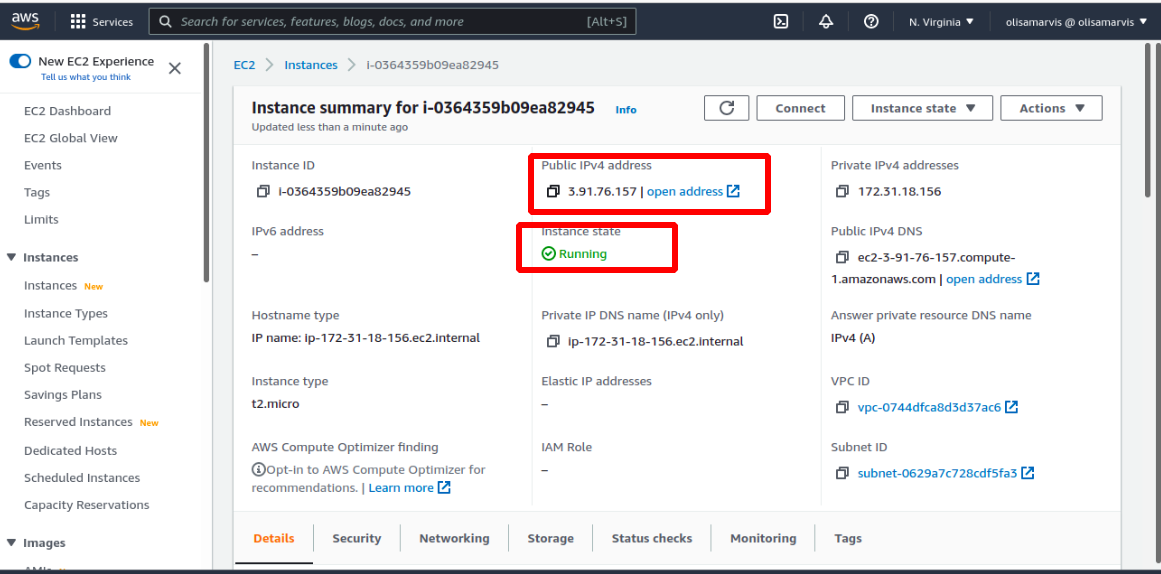 aws
Services
Search for services, features, blogs, docs, and more
[Alt+S]
N. Virginia
olisamarvis @ olisamarvis
New EC2 Experience
Tell us what you think
EC2 Dashboard
EC2 Global View
Events
Tags
Limits
Instances
Instances New
Instance Types
Launch Templates
Spot Requests
Savings Plans
Reserved Instances New
Dedicated Hosts
Scheduled Instances
Capacity Reservations
Images
EC2 > Instances > i-0364359b09ea82945
Instance summary for i-0364359b09ea82945 Info
Updated less than a minute ago
Connect
Instance state
Actions
Instance ID
i-0364359b09ea82945
Public IPv4 address
3.91.76.157 | open address
Private IPv4 addresses
172.31.18.156
IPv6 address
–
Instance state
Running
Public IPv4 DNS
ec2-3-91-76-157.compute-
1.amazonaws.com | open address
Hostname type
IP name: ip-172-31-18-156.ec2.internal
Private IP DNS name (IPv4 only)
ip-172-31-18-156.ec2.internal
Answer private resource DNS name
IPv4 (A)
Instance type
t2.micro
Elastic IP addresses
–
VPC ID
vpc-0744dfca8d3d37ac6
AWS Compute Optimizer finding
Opt-in to AWS Compute Optimizer for
recommendations. | Learn more
IAM Role
–
Subnet ID
subnet-0629a7c728cdf5fa3
Details
Security
Networking
Storage
Status checks
Monitoring
Tags